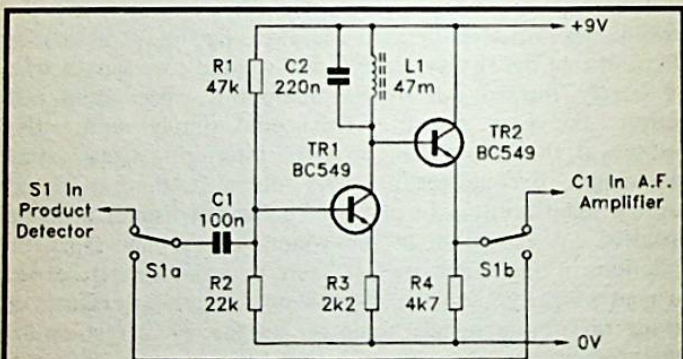 +9V
R1
47k
C2
220n
L1
47m
TR2
BC549
TR1
BC549
S1 In
Product
Detector
C1
100n
C1 In A.F.
Amplifier
S1a
S1b
R2
22k
R3
2k2
R4
4k7
0V